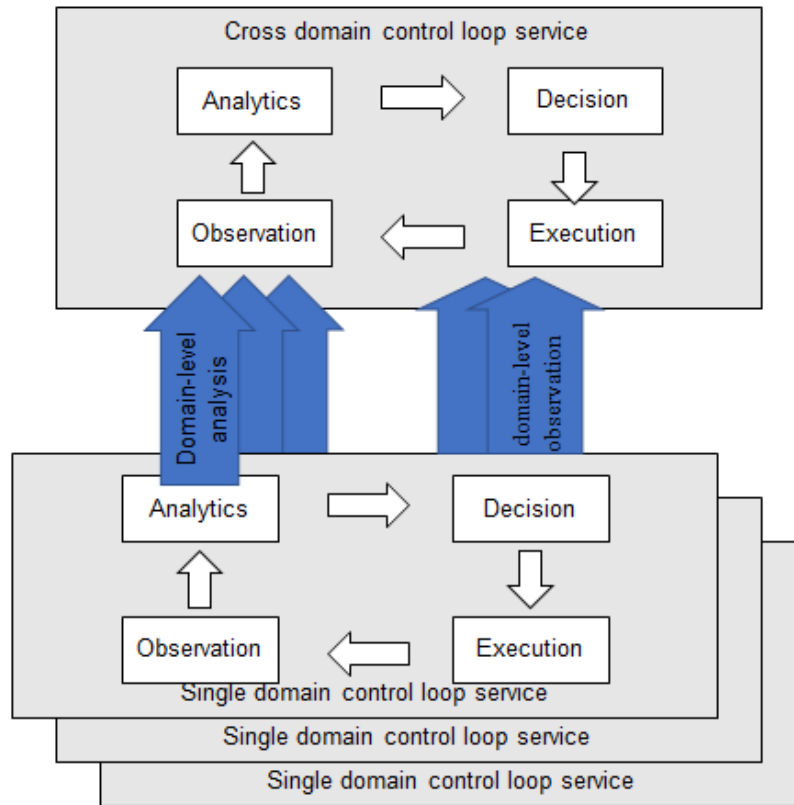 Cross domain control loop service
Analytics
Decision
Observation
Execution
Domain-level
analysis
domain-level
observation
Analytics
Decision
Observation
Execution
Single domain control loop service
Single domain control loop service
Single domain control loop service